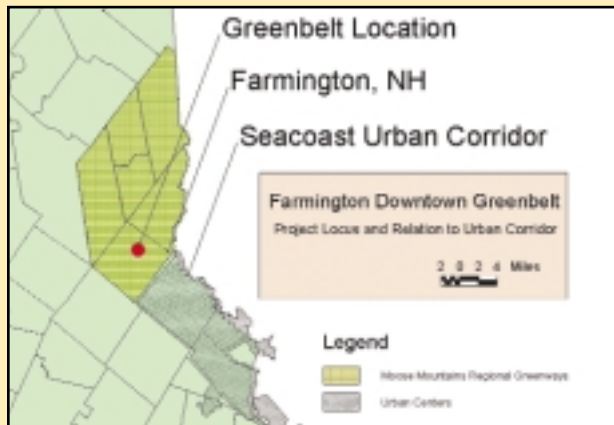 Greenbelt Location
Farmington, NH
Seacoast Urban Corridor
Farmington Downtown Greenbelt
Project Locus and Relation to Urban Corridor
2 0 2 4 Miles
Legend
Moose Mountains Regional Greenways
Urban Centers